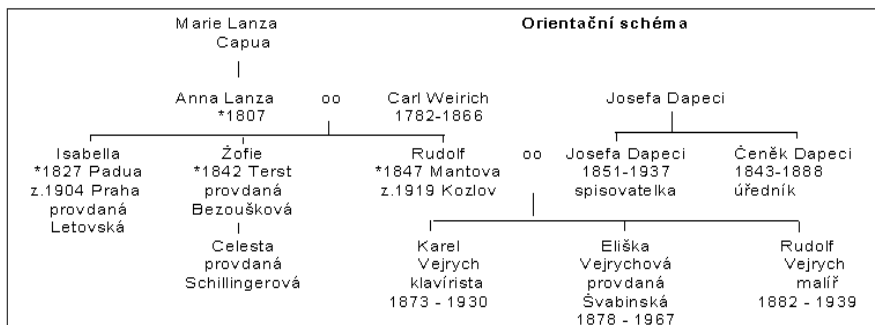 Marie Lanza
Capua
Orientační schéma
Anna Lanza oo Carl Weirich Josefa Dapeci
*1807 1782-1866
Isabella Žofie Rudolf oo Josefa Dapeci Čeněk Dapeci
*1827 Padua *1842 Terst *1847 Mantova 1851-1937 1843-1888
z.1904 Praha provdaná z.1919 Kozlov spisovatelka úředník
provdaná Bezoušková
Letovská
Celesta Karel Eliška Rudolf
provdaná Vejrych Vejrychová Vejrych
Schillingerová klavírista provdaná malíř
1873 - 1930 Švabinská 1882 - 1939
1878 - 1967